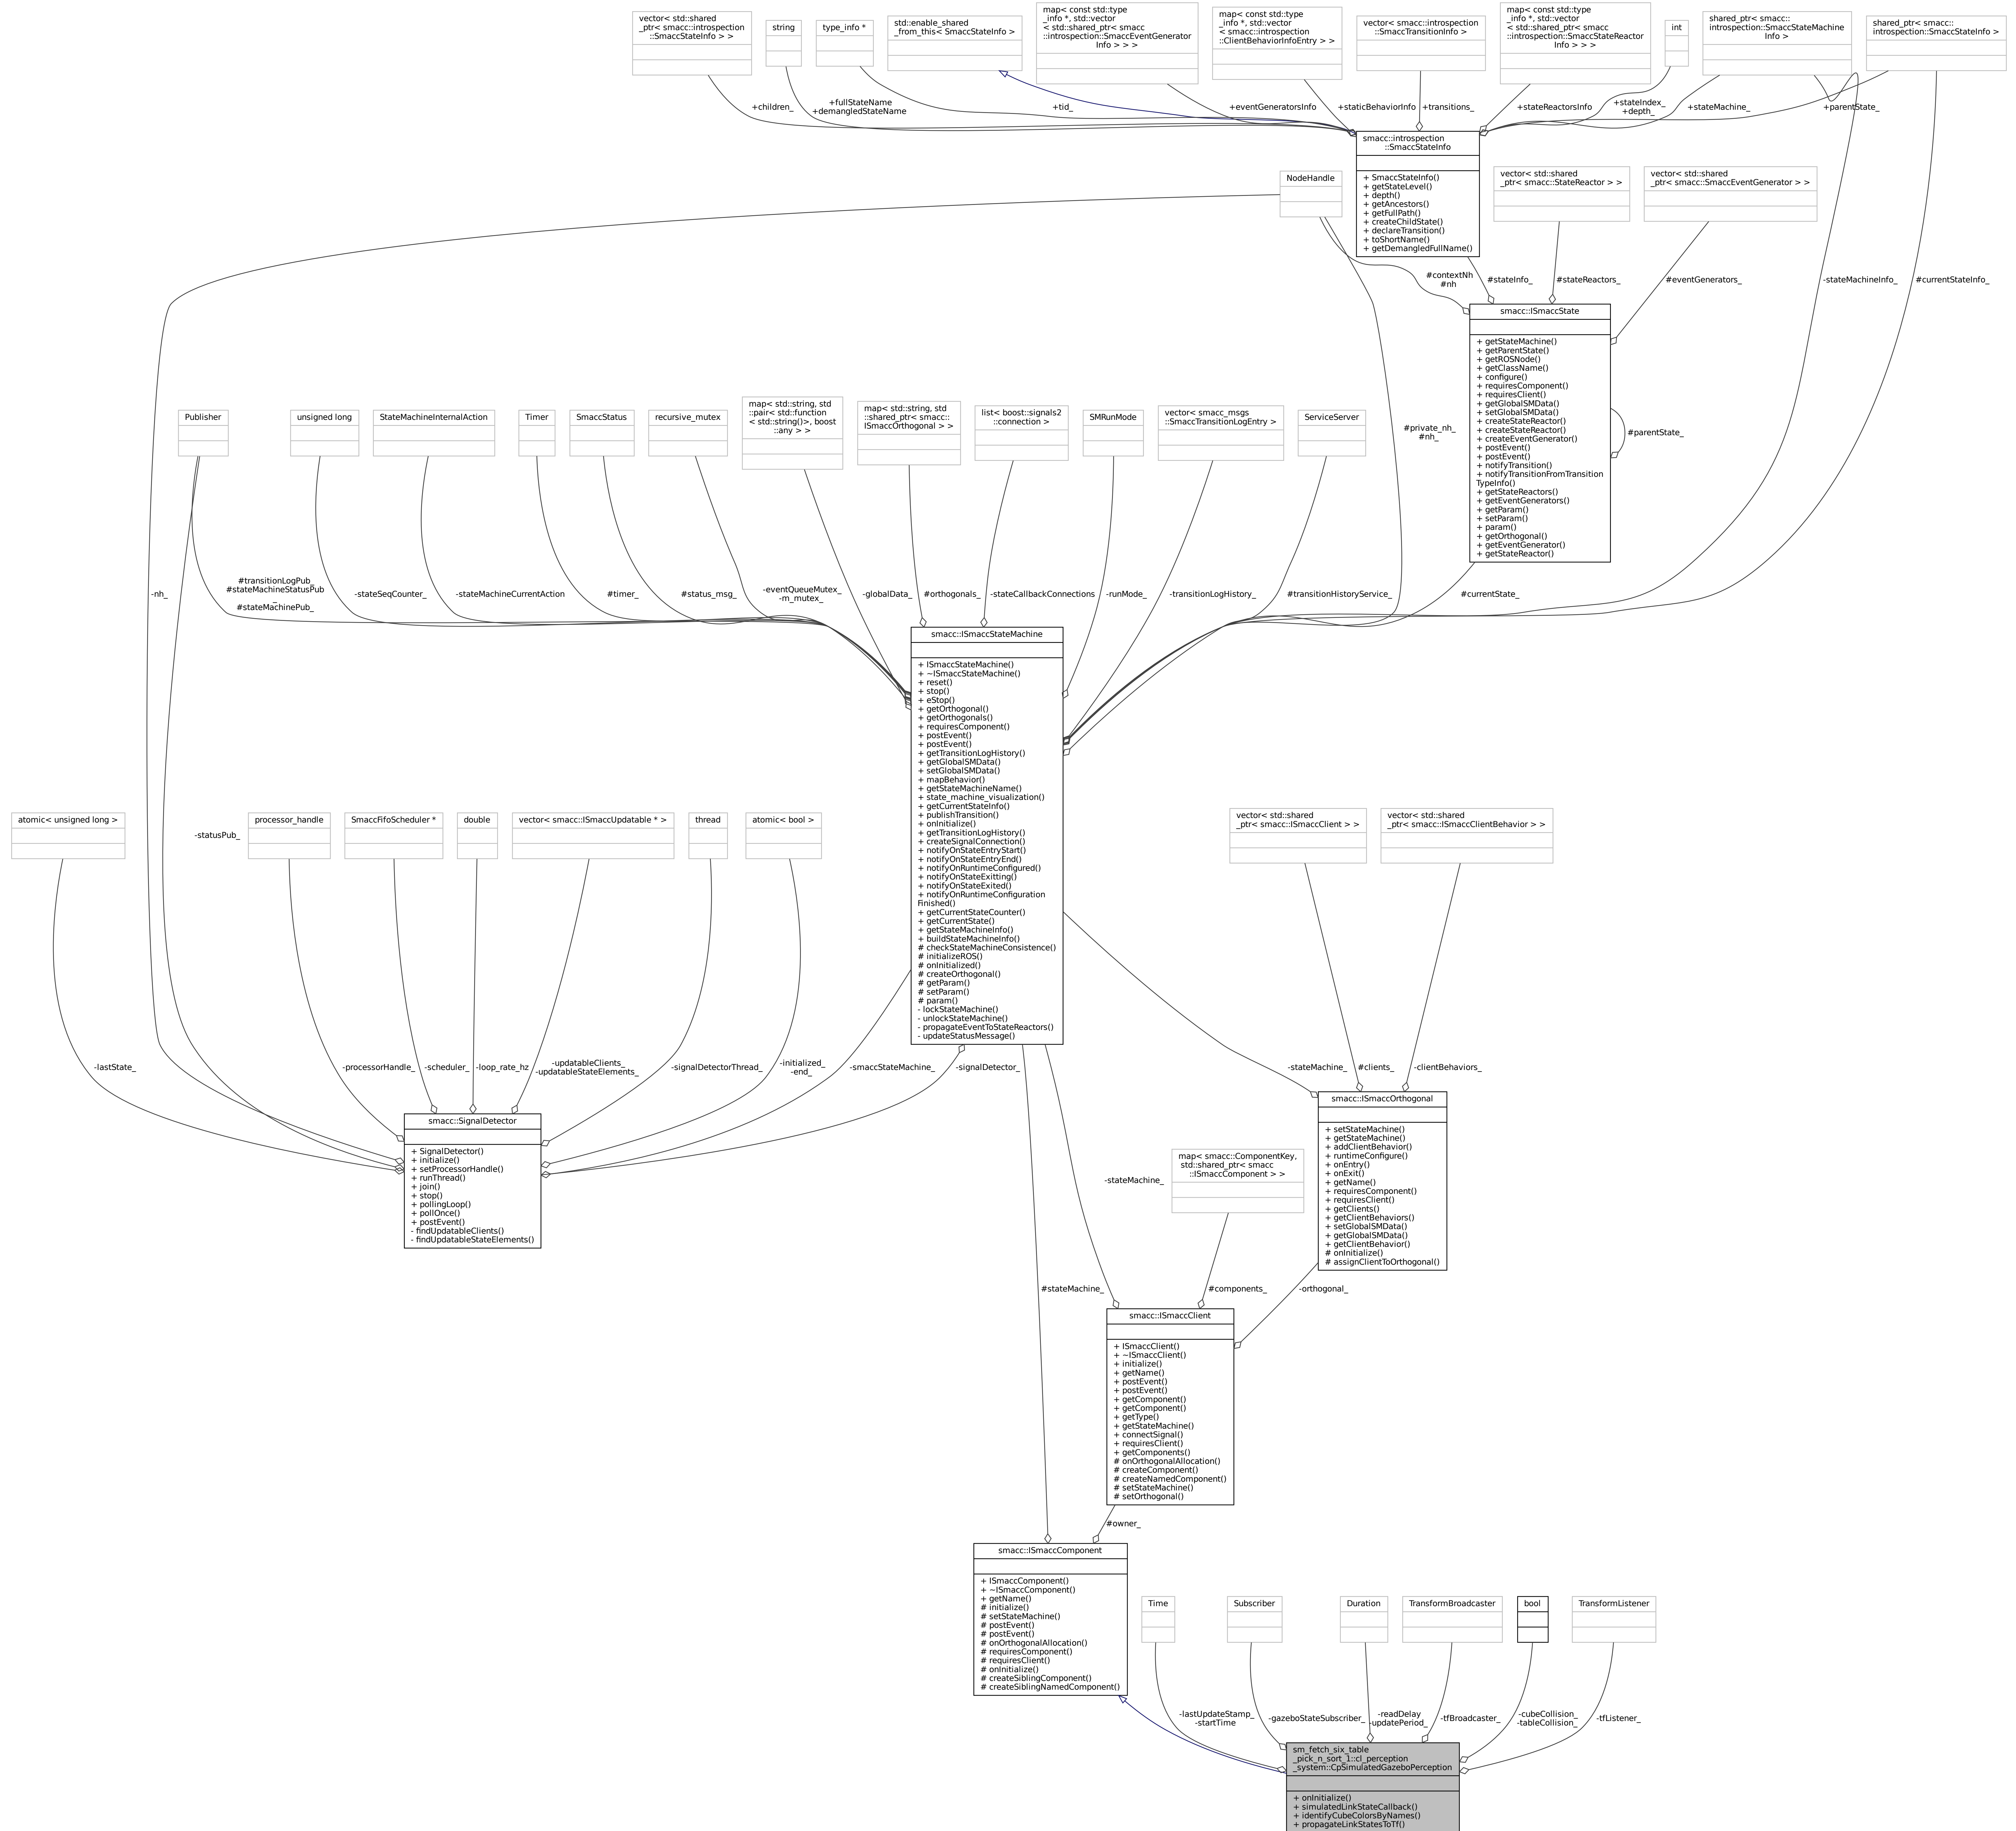 vector< std::shared
_ptr< smacc::introspection
::SmaccStateInfo > >
string
type_info *
std::enable_shared
_from_this< SmaccStateInfo >
map< const std::type
_info *, std::vector
< std::shared_ptr< smacc
::introspection::SmaccEventGenerator
Info > > >
map< const std::type
_info *, std::vector
< smacc::introspection
::ClientBehaviorInfoEntry > >
vector< smacc::introspection
::SmaccTransitionInfo >
map< const std::type
_info *, std::vector
< std::shared_ptr< smacc
::introspection::SmaccStateReactor
Info > > >
int
shared_ptr< smacc::
introspection::SmaccStateMachine
Info >
shared_ptr< smacc::
introspection::SmaccStateInfo >
+children_
+fullStateName
+demangledStateName
+tid_
+eventGeneratorsInfo
+staticBehaviorInfo
+transitions_
+stateReactorsInfo
+stateIndex_
+depth_
+stateMachine_
+parentState_
smacc::introspection
::SmaccStateInfo
+ SmaccStateInfo()
+ getStateLevel()
+ depth()
+ getAncestors()
+ getFullPath()
+ createChildState()
+ declareTransition()
+ toShortName()
+ getDemangledFullName()
NodeHandle
vector< std::shared
_ptr< smacc::StateReactor > >
vector< std::shared
_ptr< smacc::SmaccEventGenerator > >
#contextNh
#nh
#stateInfo_
#stateReactors_
#eventGenerators_
-stateMachineInfo_
#currentStateInfo_
smacc::ISmaccState
+ getStateMachine()
+ getParentState()
+ getROSNode()
+ getClassName()
+ configure()
+ requiresComponent()
+ requiresClient()
+ getGlobalSMData()
+ setGlobalSMData()
+ createStateReactor()
+ createStateReactor()
+ createEventGenerator()
+ postEvent()
+ postEvent()
+ notifyTransition()
+ notifyTransitionFromTransition
TypeInfo()
+ getStateReactors()
+ getEventGenerators()
+ getParam()
+ setParam()
+ param()
+ getOrthogonal()
+ getEventGenerator()
+ getStateReactor()
#parentState_
Publisher
unsigned long
StateMachineInternalAction
Timer
SmaccStatus
recursive_mutex
map< std::string, std
::pair< std::function
< std::string()>, boost
::any > >
map< std::string, std
::shared_ptr< smacc::
ISmaccOrthogonal > >
list< boost::signals2
::connection >
SMRunMode
vector< smacc_msgs
::SmaccTransitionLogEntry >
ServiceServer
#private_nh_
#nh_
-nh_
#transitionLogPub_
#stateMachineStatusPub
_
#stateMachinePub_
-stateSeqCounter_
-stateMachineCurrentAction
#timer_
#status_msg_
-eventQueueMutex_
-m_mutex_
-globalData_
#orthogonals_
-stateCallbackConnections
-runMode_
-transitionLogHistory_
#transitionHistoryService_
#currentState_
smacc::ISmaccStateMachine
+ ISmaccStateMachine()
+ ~ISmaccStateMachine()
+ reset()
+ stop()
+ eStop()
+ getOrthogonal()
+ getOrthogonals()
+ requiresComponent()
+ postEvent()
+ postEvent()
+ getTransitionLogHistory()
+ getGlobalSMData()
+ setGlobalSMData()
+ mapBehavior()
+ getStateMachineName()
+ state_machine_visualization()
+ getCurrentStateInfo()
+ publishTransition()
+ onInitialize()
+ getTransitionLogHistory()
+ createSignalConnection()
+ notifyOnStateEntryStart()
+ notifyOnStateEntryEnd()
+ notifyOnRuntimeConfigured()
+ notifyOnStateExitting()
+ notifyOnStateExited()
+ notifyOnRuntimeConfiguration
Finished()
+ getCurrentStateCounter()
+ getCurrentState()
+ getStateMachineInfo()
+ buildStateMachineInfo()
# checkStateMachineConsistence()
# initializeROS()
# onInitialized()
# createOrthogonal()
# getParam()
# setParam()
# param()
- lockStateMachine()
- unlockStateMachine()
- propagateEventToStateReactors()
- updateStatusMessage()
atomic< unsigned long >
-statusPub_
processor_handle
SmaccFifoScheduler *
double
vector< smacc::ISmaccUpdatable * >
thread
atomic< bool >
vector< std::shared
_ptr< smacc::ISmaccClient > >
vector< std::shared
_ptr< smacc::ISmaccClientBehavior > >
-lastState_
-processorHandle_
-scheduler_
-loop_rate_hz
-updatableClients_
-updatableStateElements_
-signalDetectorThread_
-initialized_
-end_
-smaccStateMachine_
-signalDetector_
-stateMachine_
#clients_
-clientBehaviors_
smacc::SignalDetector
+ SignalDetector()
+ initialize()
+ setProcessorHandle()
+ runThread()
+ join()
+ stop()
+ pollingLoop()
+ pollOnce()
+ postEvent()
- findUpdatableClients()
- findUpdatableStateElements()
smacc::ISmaccOrthogonal
+ setStateMachine()
+ getStateMachine()
+ addClientBehavior()
+ runtimeConfigure()
+ onEntry()
+ onExit()
+ getName()
+ requiresComponent()
+ requiresClient()
+ getClients()
+ getClientBehaviors()
+ setGlobalSMData()
+ getGlobalSMData()
+ getClientBehavior()
# onInitialize()
# assignClientToOrthogonal()
map< smacc::ComponentKey,
std::shared_ptr< smacc
::ISmaccComponent > >
-stateMachine_
#stateMachine_
#components_
-orthogonal_
smacc::ISmaccClient
+ ISmaccClient()
+ ~ISmaccClient()
+ initialize()
+ getName()
+ postEvent()
+ postEvent()
+ getComponent()
+ getComponent()
+ getType()
+ getStateMachine()
+ connectSignal()
+ requiresClient()
+ getComponents()
# onOrthogonalAllocation()
# createComponent()
# createNamedComponent()
# setStateMachine()
# setOrthogonal()
#owner_
smacc::ISmaccComponent
+ ISmaccComponent()
+ ~ISmaccComponent()
+ getName()
# initialize()
# setStateMachine()
# postEvent()
# postEvent()
# onOrthogonalAllocation()
# requiresComponent()
# requiresClient()
# onInitialize()
# createSiblingComponent()
# createSiblingNamedComponent()
Time
Subscriber
Duration
TransformBroadcaster
bool
TransformListener
-lastUpdateStamp_
-startTime
-gazeboStateSubscriber_
-readDelay
-updatePeriod_
-tfBroadcaster_
-cubeCollision_
-tableCollision_
-tfListener_
sm_fetch_six_table
_pick_n_sort_1::cl_perception
_system::CpSimulatedGazeboPerception
+ onInitialize()
+ simulatedLinkStateCallback()
+ identifyCubeColorsByNames()
+ propagateLinkStatesToTf()